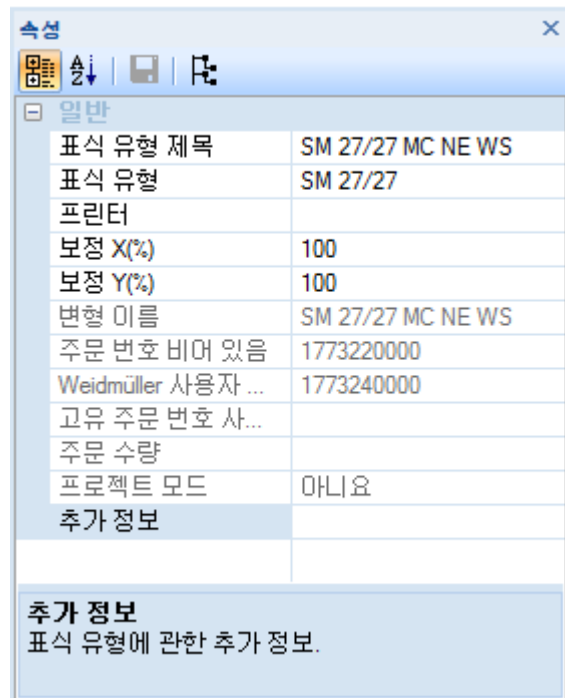 속성
일반
표식 유형 제목 SM 27/27 MC NE WS
표식 유형 SM 27/27
프린터
보정 X(%) 100
보정 Y(%) 100
변형 이름 SM 27/27 MC NE WS
주문 번호 비어 있음 1773220000
Weidmüller 사용자 ... 1773240000
고유 주문 번호 사...
주문 수량
프로젝트 모드 아니요
추가 정보
추가 정보
표식 유형에 관한 추가 정보.